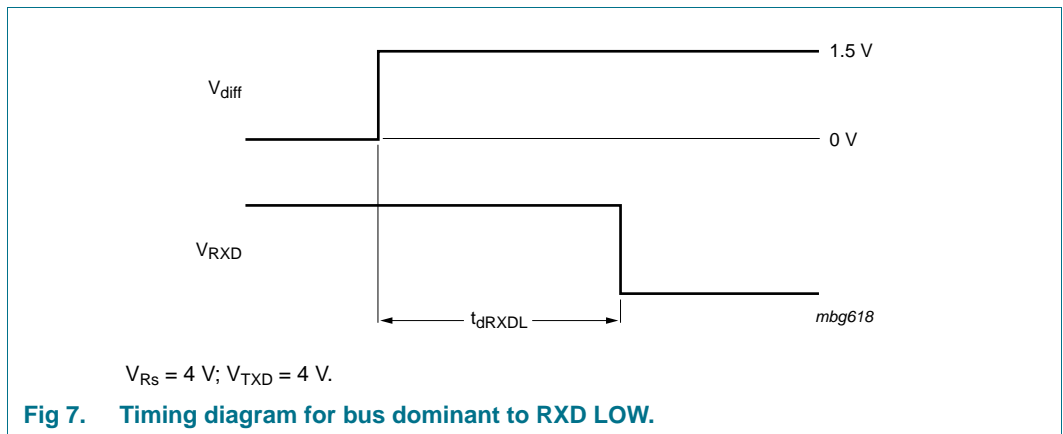 1.5 V
Vdiff
0 V
VRXD
tdRXDL
mbg618
VRs = 4 V; VTXD = 4 V.
Fig 7. Timing diagram for bus dominant to RXD LOW.